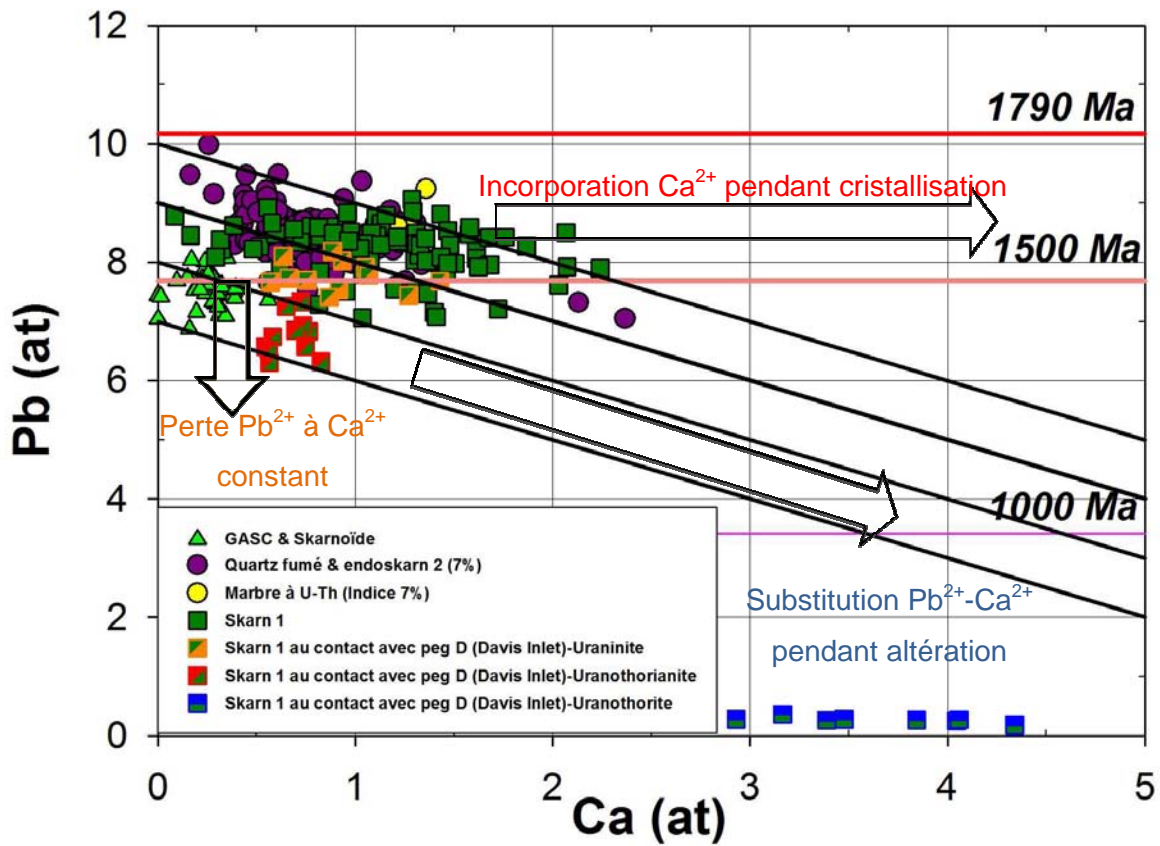 12
10
8
6
4
2
0
Pb (at)
1790 Ma
Incorporation Ca²⁺ pendant cristallisation
1500 Ma
Perte Pb²⁺ à Ca²⁺
constant
1000 Ma
Substitution Pb²⁺-Ca²⁺
pendant altération
GASC & Skarnoïde
Quartz fumé & endoskarn 2 (7%)
Marbre à U-Th (Indice 7%)
Skarn 1
Skarn 1 au contact avec peg D (Davis Inlet)-Uraninite
Skarn 1 au contact avec peg D (Davis Inlet)-Uranothorianite
Skarn 1 au contact avec peg D (Davis Inlet)-Uranothorite
0 1 2 3 4 5
Ca (at)